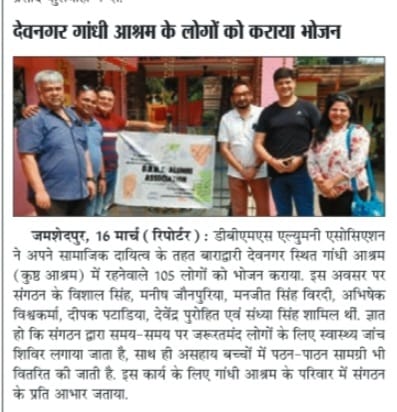 देवनगर गांधी आश्रम के लोगों को कराया भोजन
D.B.M.S. ALUMNI
ASSOCIATION
जमशेदपुर, 16 मार्च (रिपोर्टर) : डीबीएमएस एल्युमनी एसोसिएशन
ने अपने सामाजिक दायित्व के तहत बाराद्वारी देवनगर स्थित गांधी आश्रम
(कुष्ठ आश्रम) में रहनेवाले 105 लोगों को भोजन कराया। इस अवसर पर
संगठन के विशाल सिंह, मनीष जौनपुरिया, मनजीत सिंह विरदी, अभिषेक
विश्वकर्मा, दीपक पटाडिया, देवेंद्र पुरोहित एवं संध्या सिंह शामिल थीं। ज्ञात
हो कि संगठन द्वारा समय-समय पर जरूरतमंद लोगों के लिए स्वास्थ्य जांच
शिविर लगाया जाता है, साथ ही असहाय बच्चों में पठन-पाठन सामग्री भी
वितरित की जाती है. इस कार्य के लिए गांधी आश्रम के परिवार में संगठन
के प्रति आभार जताया.